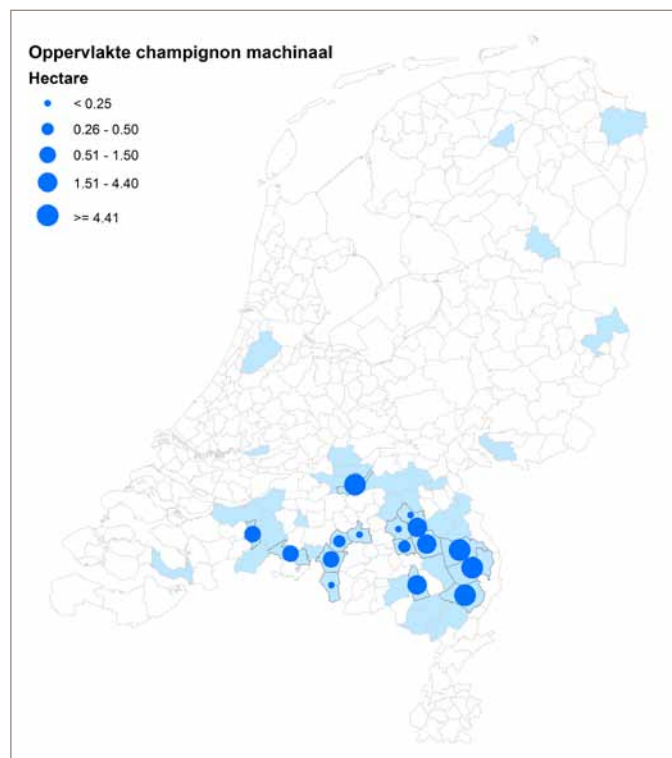 Oppervlakte champignon machinaal
Hectare
< 0.25
0.26 - 0.50
0.51 - 1.50
1.51 - 4.40
>= 4.41